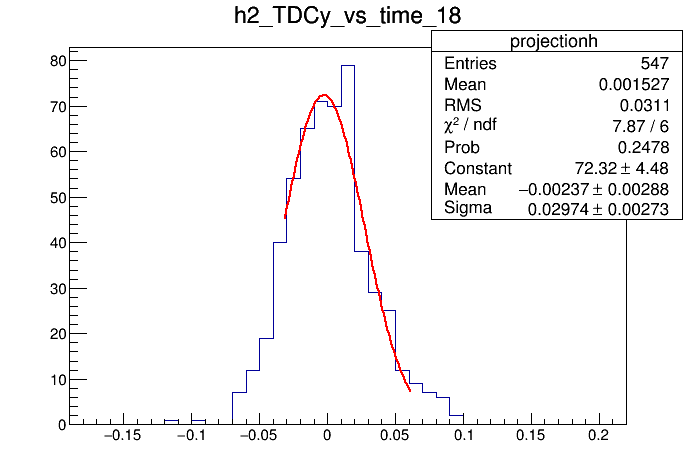 h2_TDCy_vs_time_18
projectionh
Entries 547
Mean 0.001527
RMS 0.0311
χ² / ndf 7.87 / 6
Prob 0.2478
Constant 72.32 ± 4.48
Mean −0.00237 ± 0.00288
Sigma 0.02974 ± 0.00273
80
70
60
50
40
30
20
10
0
−0.15 −0.1 −0.05 0 0.05 0.1 0.15 0.2